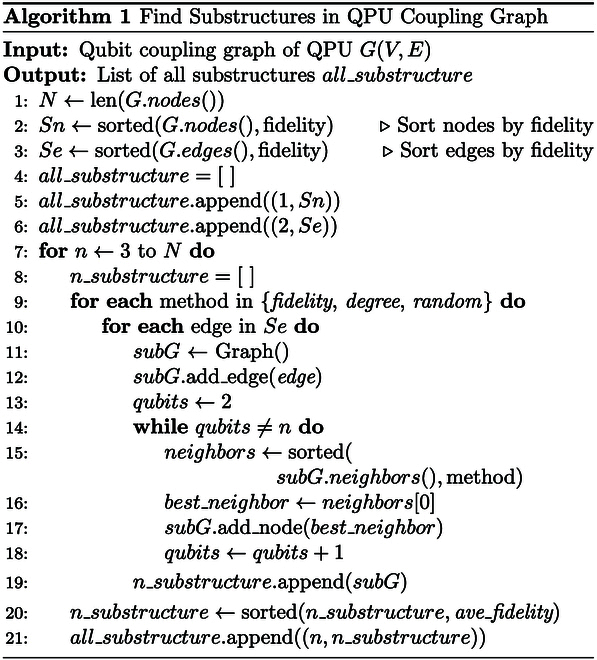 Algorithm 1 Find Substructures in QPU Coupling Graph
Input: Qubit coupling graph of QPU G(V, E)
Output: List of all substructures all_substructure
1: N ← len(G.nodes())
2: Sn ← sorted(G.nodes(), fidelity) ▷ Sort nodes by fidelity
3: Se ← sorted(G.edges(), fidelity) ▷ Sort edges by fidelity
4: all_substructure = [ ]
5: all_substructure.append((1, Sn))
6: all_substructure.append((2, Se))
7: for n ← 3 to N do
8: n_substructure = [ ]
9: for each method in {fidelity, degree, random} do
10: for each edge in Se do
11: subG ← Graph()
12: subG.add_edge(edge)
13: qubits ← 2
14: while qubits ≠ n do
15: neighbors ← sorted(
subG.neighbors(), method)
16: best_neighbor ← neighbors[0]
17: subG.add_node(best_neighbor)
18: qubits ← qubits + 1
19: n_substructure.append(subG)
20: n_substructure ← sorted(n_substructure, ave_fidelity)
21: all_substructure.append((n, n_substructure))